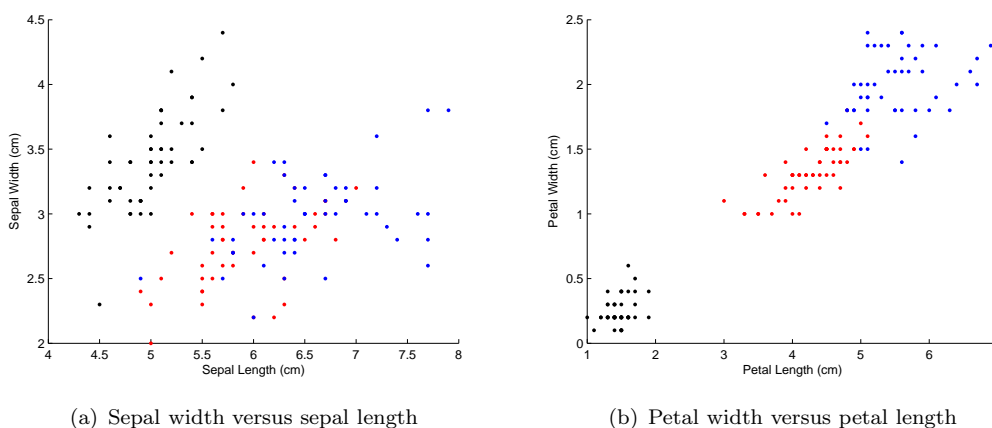 4.5
4
3.5
3
2.5
2
Sepal Width (cm)
4 4.5 5 5.5 6 6.5 7 7.5 8
Sepal Length (cm)
(a) Sepal width versus sepal length
2.5
2
1.5
1
0.5
0
Petal Width (cm)
1 2 3 4 5 6
Petal Length (cm)
(b) Petal width versus petal length